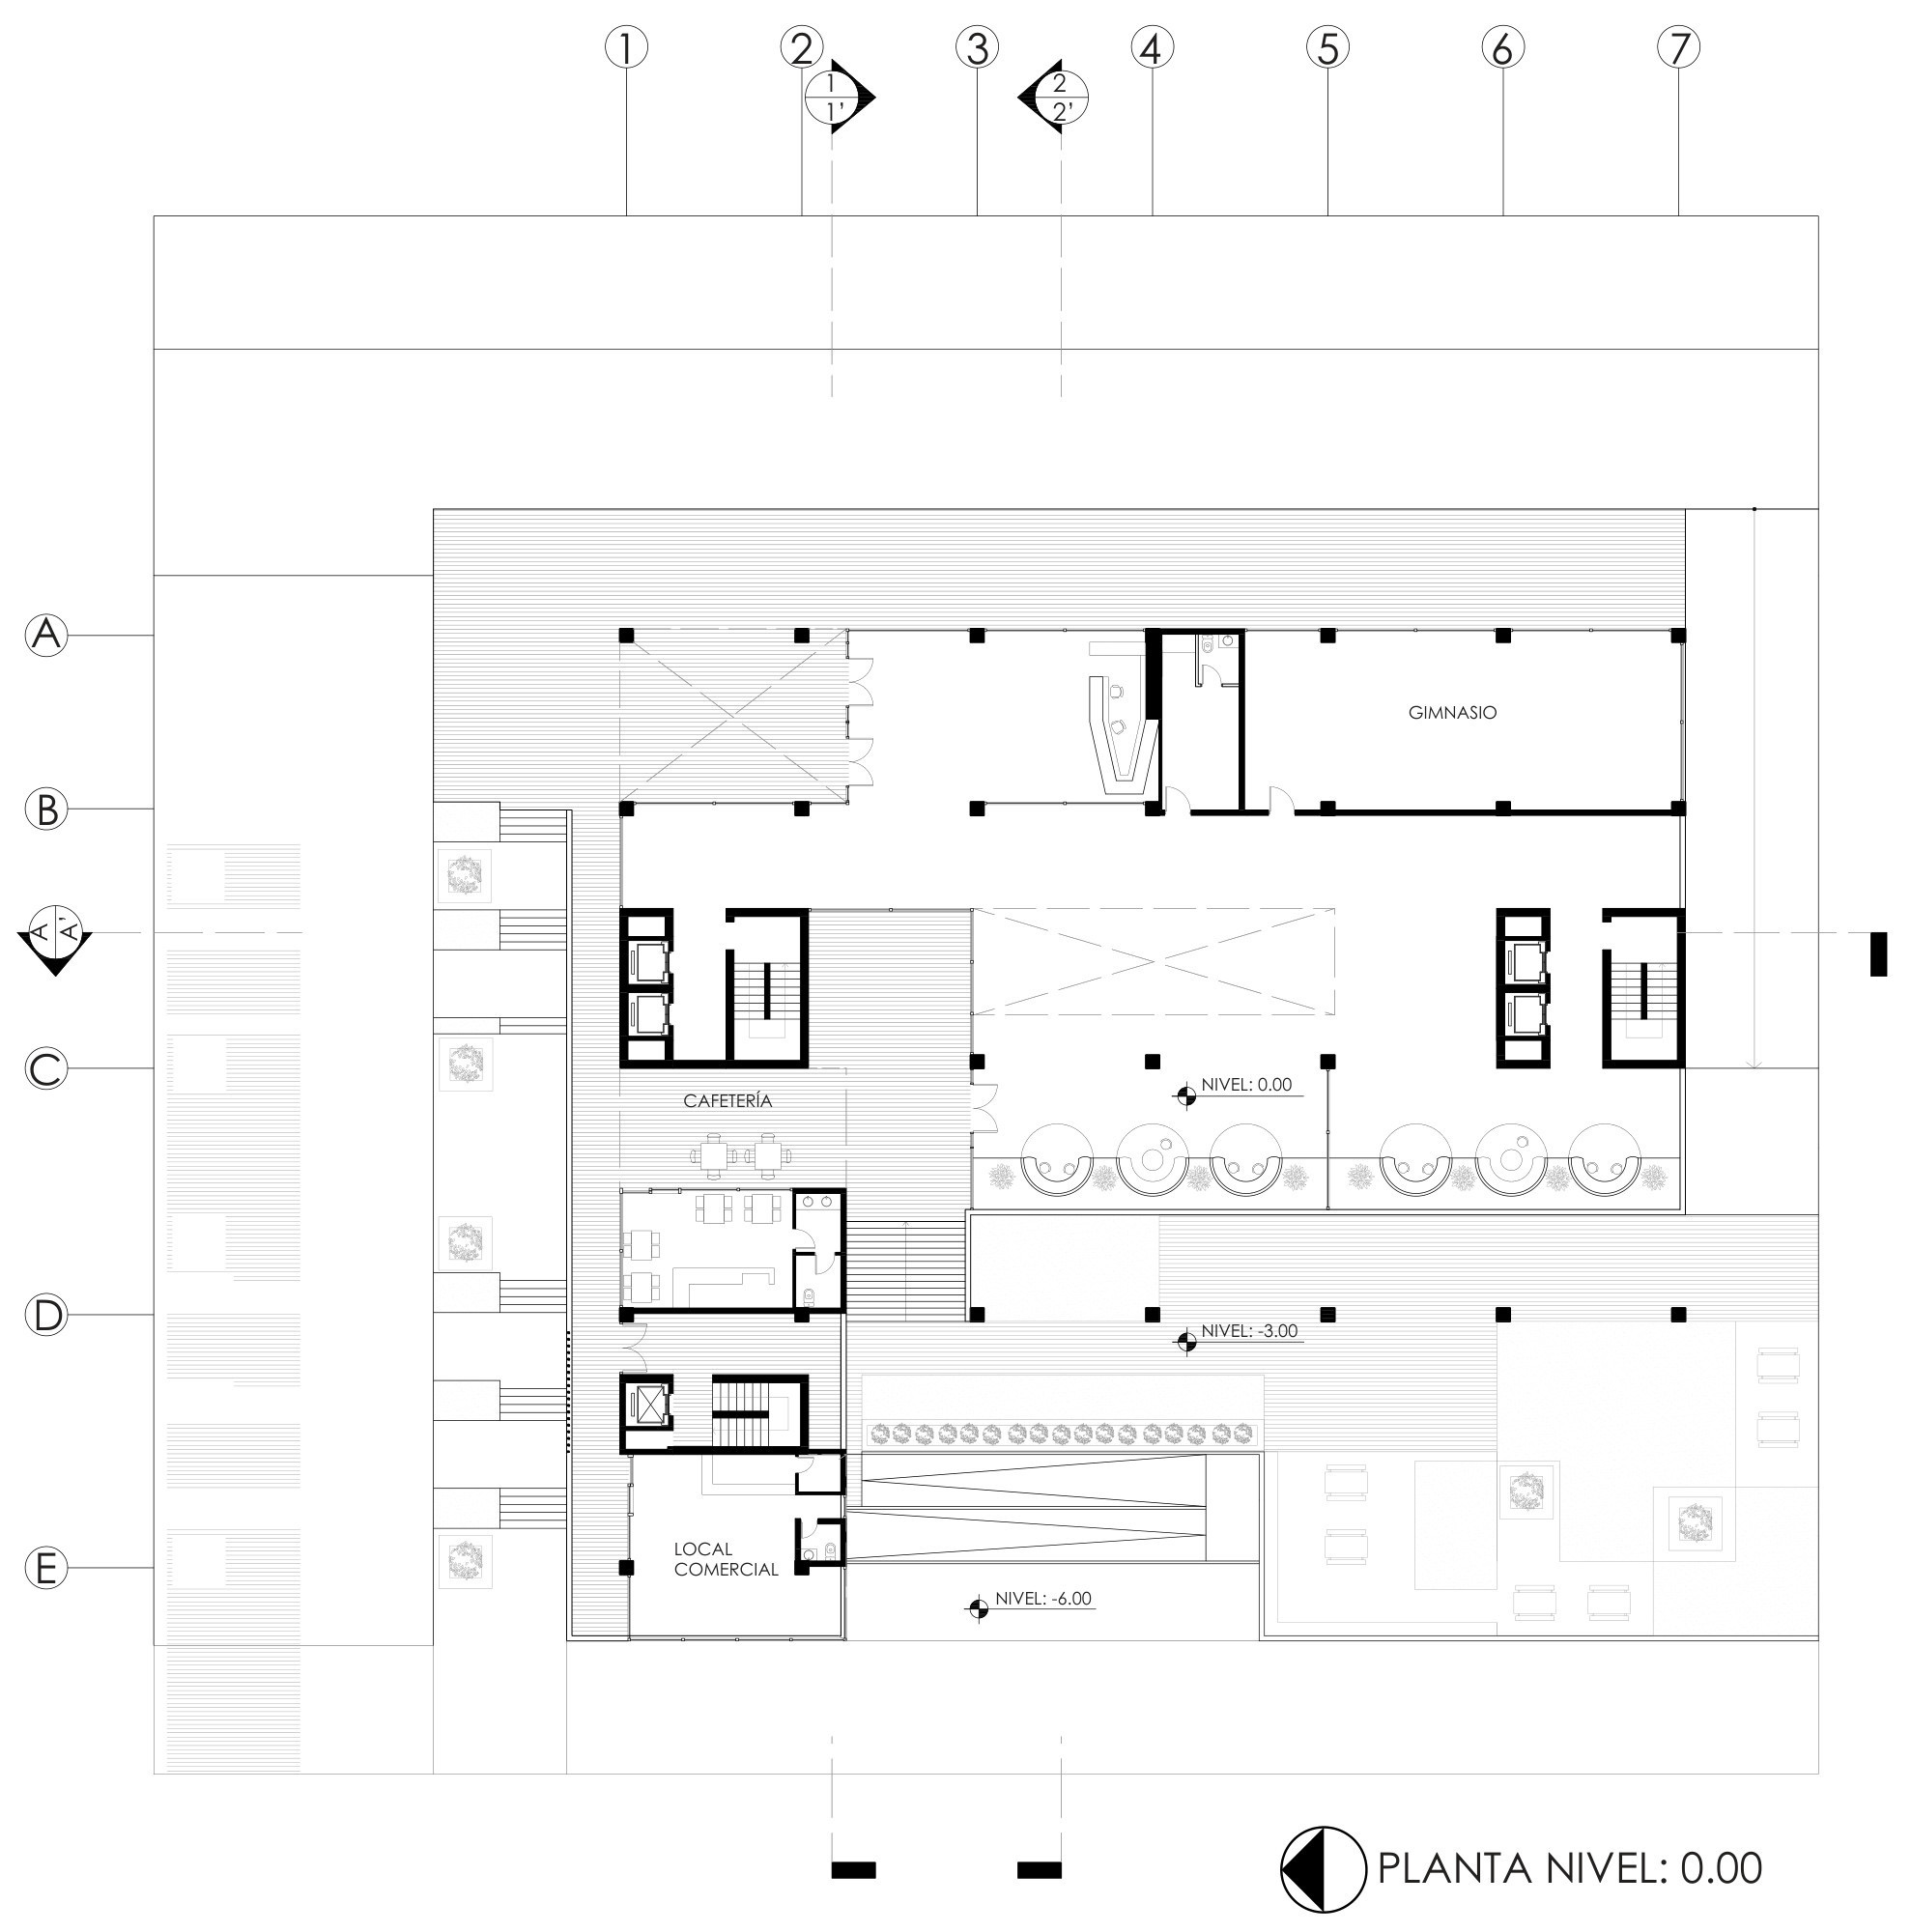 1
2
3
4
5
6
7
1
1'
2
2'
A
GIMNASIO
B
A
A'
C
NIVEL: 0.00
CAFETERÍA
D
NIVEL: -3.00
LOCAL
COMERCIAL
E
NIVEL: -6.00
PLANTA NIVEL: 0.00